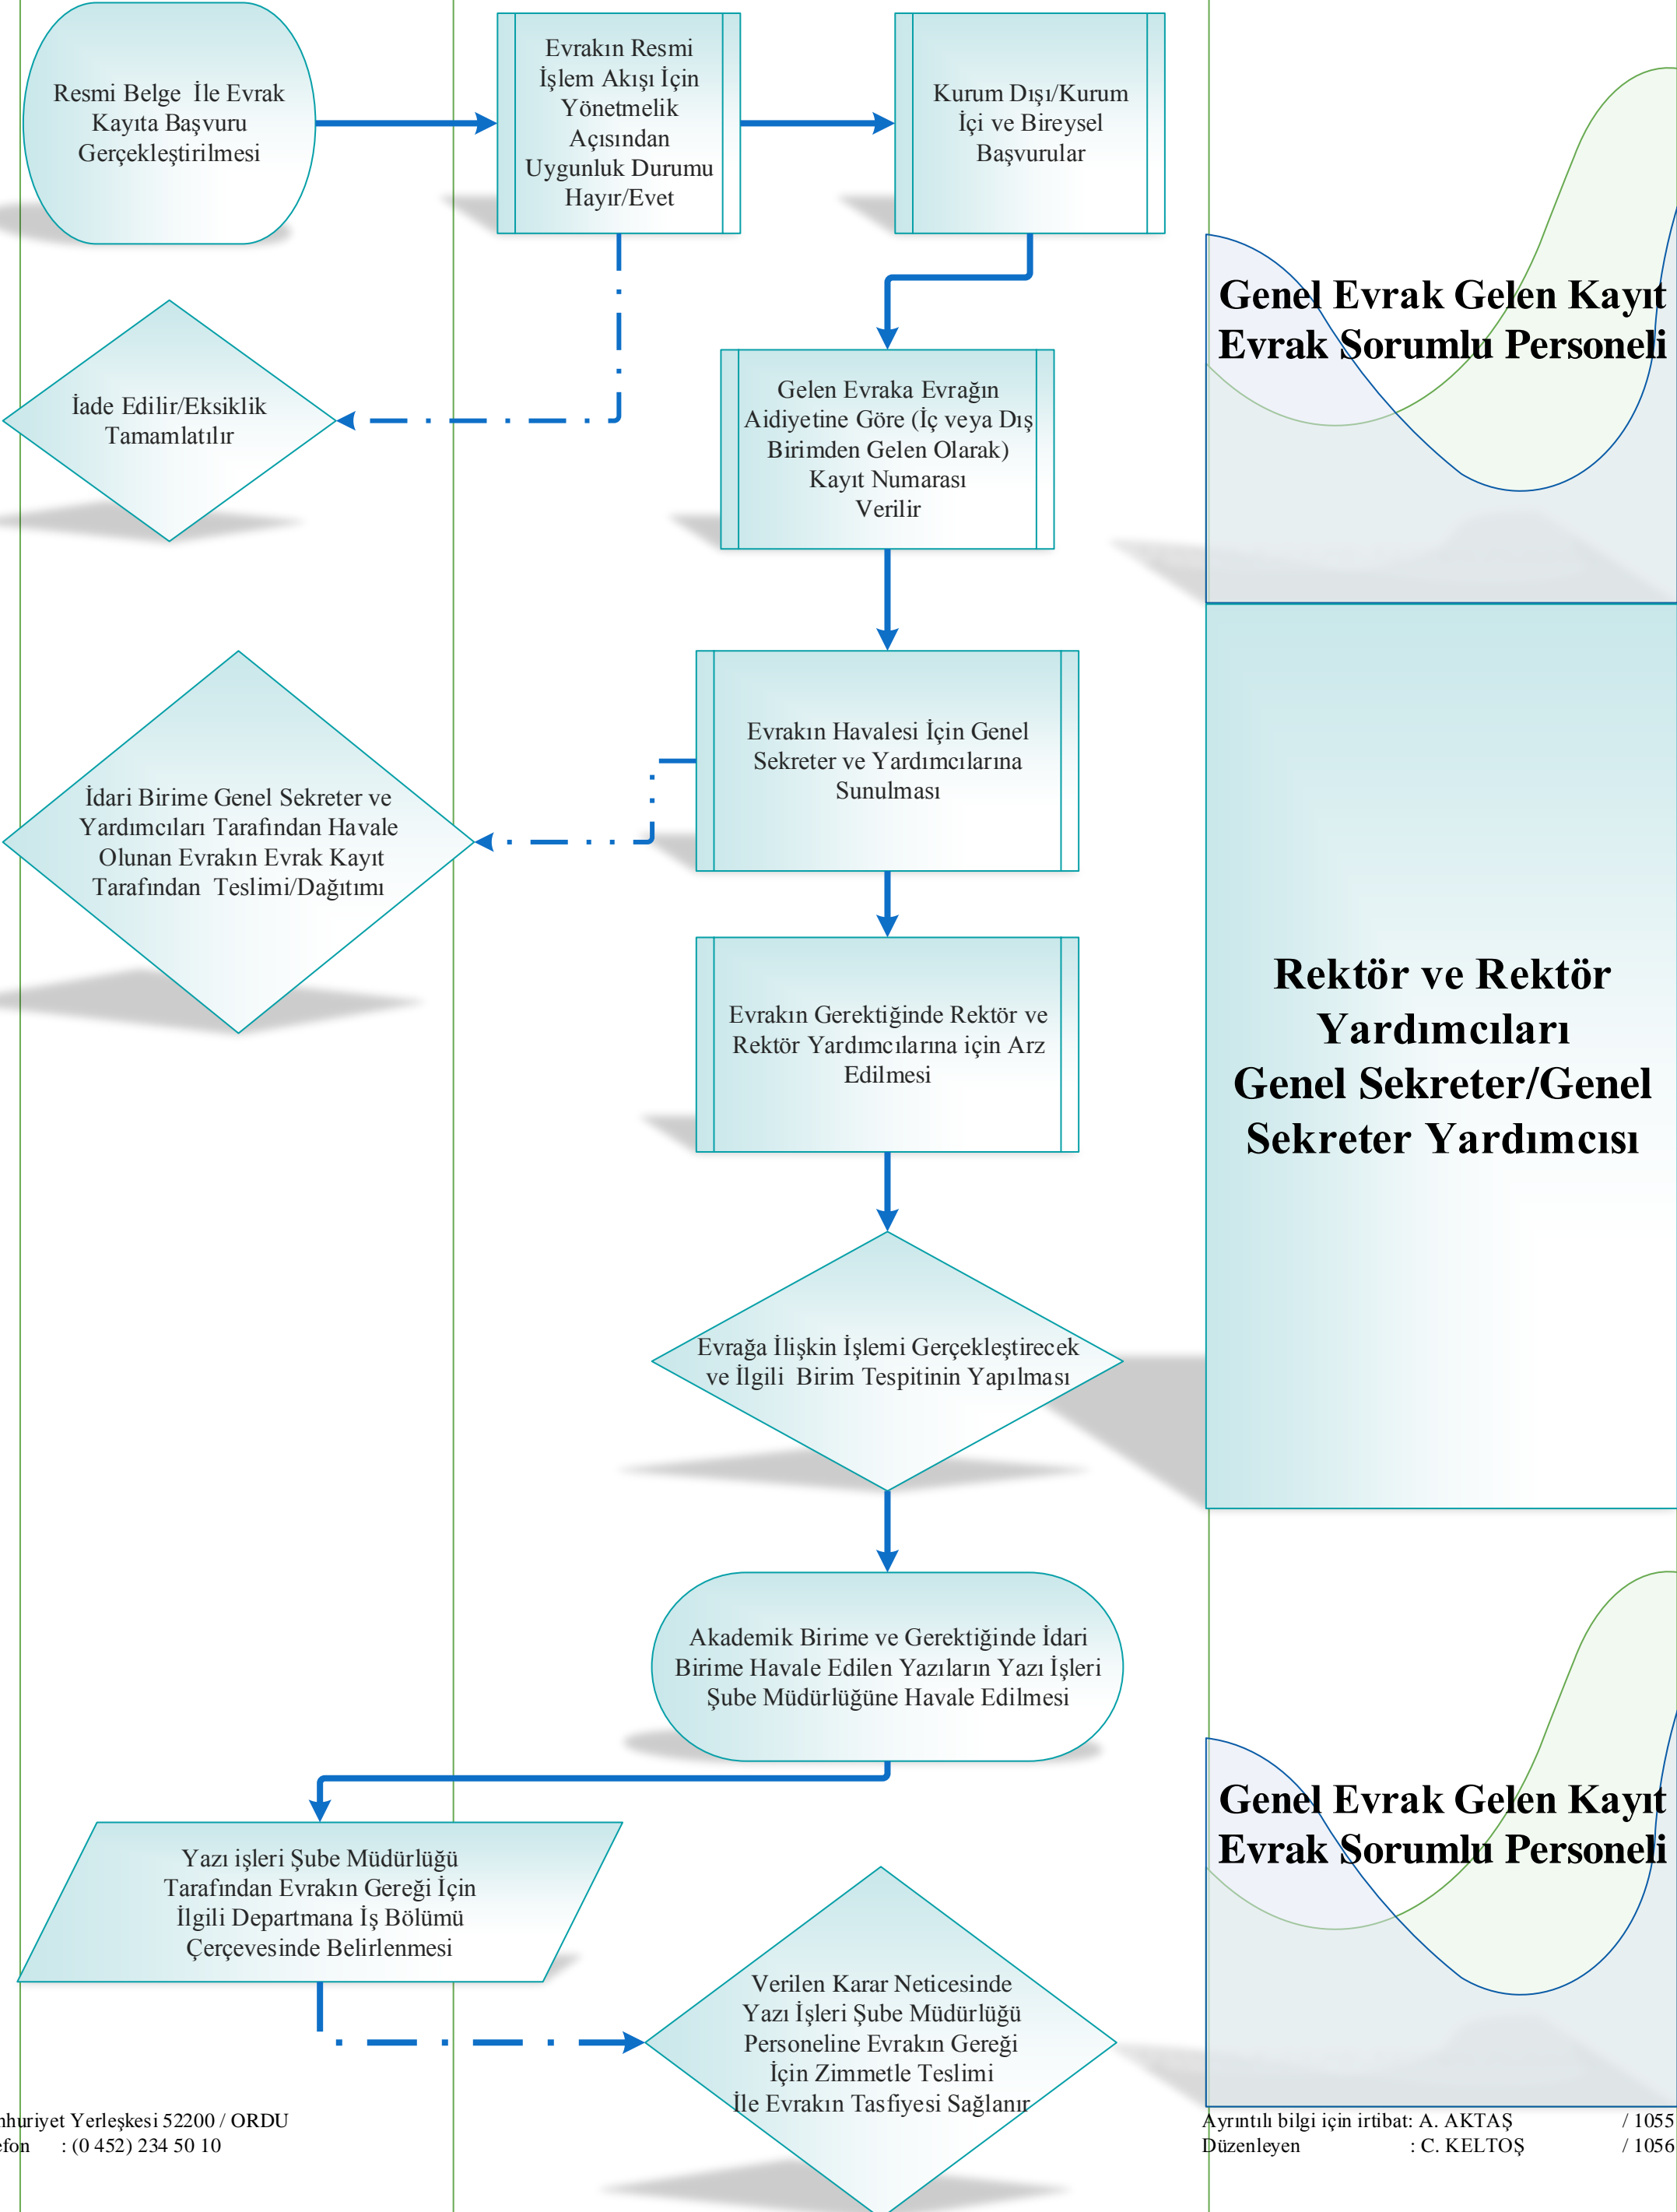 Resmi Belge İle Evrak
Kayıta Başvuru
Gerçekleştirilmesi
Evrakın Resmi
İşlem Akışı İçin
Yönetmelik
Açısından
Uygunluk Durumu
Hayır/Evet
Kurum Dışı/Kurum
İçi ve Bireysel
Başvurular
Genel Evrak Gelen Kayıt
Evrak Sorumlu Personeli
İade Edilir/Eksiklik
Tamamlatılır
Gelen Evraka Evrağın
Aidiyetine Göre (İç veya Dış
Birimden Gelen Olarak)
Kayıt Numarası
Verilir
Evrakın Havalesi İçin Genel
Sekreter ve Yardımcılarına
Sunulması
İdari Birime Genel Sekreter ve
Yardımcıları Tarafından Havale
Olunan Evrakın Evrak Kayıt
Tarafından Teslimi/Dağıtımı
Evrakın Gerektiğinde Rektör ve
Rektör Yardımcılarına için Arz
Edilmesi
Rektör ve Rektör
Yardımcıları
Genel Sekreter/Genel
Sekreter Yardımcısı
Evrağa İlişkin İşlemi Gerçekleştirecek
ve İlgili Birim Tespitinin Yapılması
Akademik Birime ve Gerektiğinde İdari
Birime Havale Edilen Yazıların Yazı İşleri
Şube Müdürlüğüne Havale Edilmesi
Genel Evrak Gelen Kayıt
Evrak Sorumlu Personeli
Yazı işleri Şube Müdürlüğü
Tarafından Evrakın Gereği İçin
İlgili Departmana İş Bölümü
Çerçevesinde Belirlenmesi
Verilen Karar Neticesinde
Yazı İşleri Şube Müdürlüğü
Personeline Evrakın Gereği
İçin Zimmetle Teslimi
İle Evrakın Tasfiyesi Sağlanır
nhuriyet Yerleşkesi 52200 / ORDU
efon : (0 452) 234 50 10
Ayrıntılı bilgi için irtibat: A. AKTAŞ / 1055
Düzenleyen : C. KELTOŞ / 1056